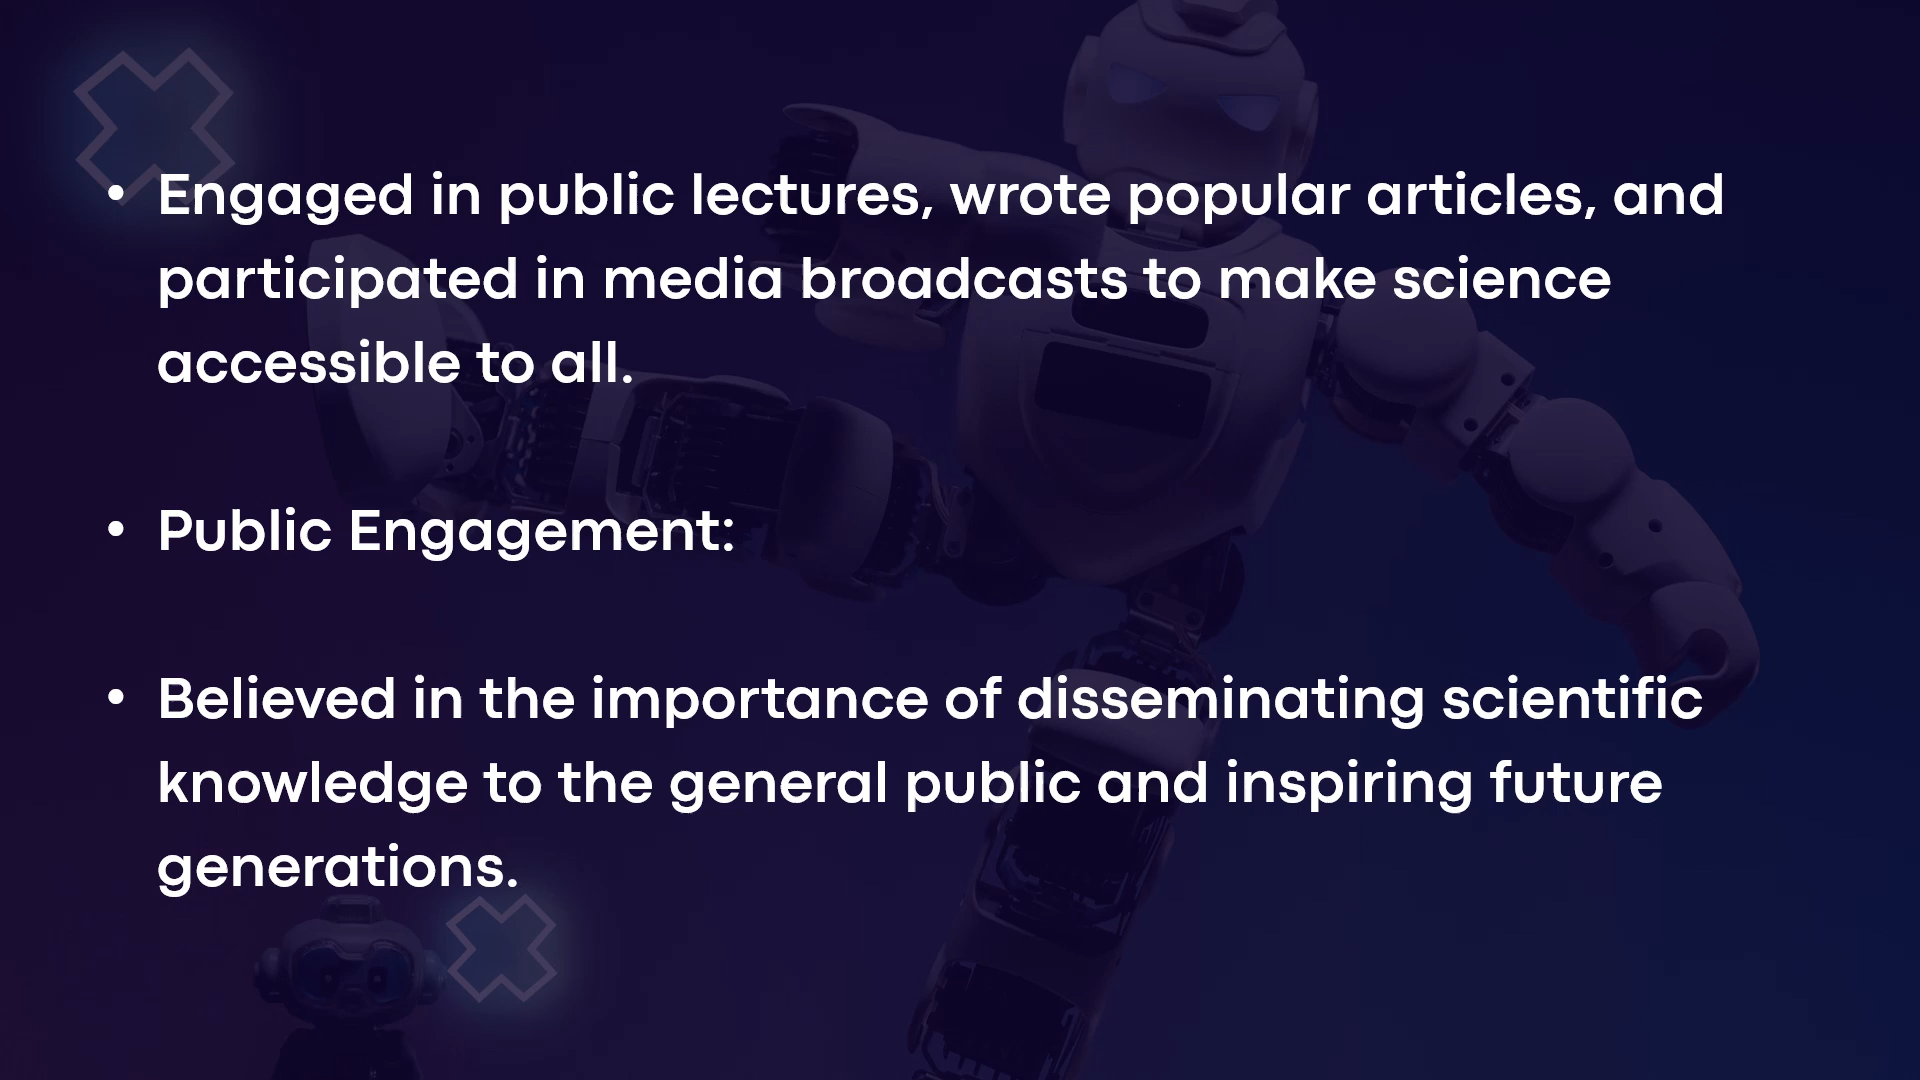 • Engaged in public lectures, wrote popular articles, and
participated in media broadcasts to make science
accessible to all.
• Public Engagement:
• Believed in the importance of disseminating scientific
knowledge to the general public and inspiring future
generations.